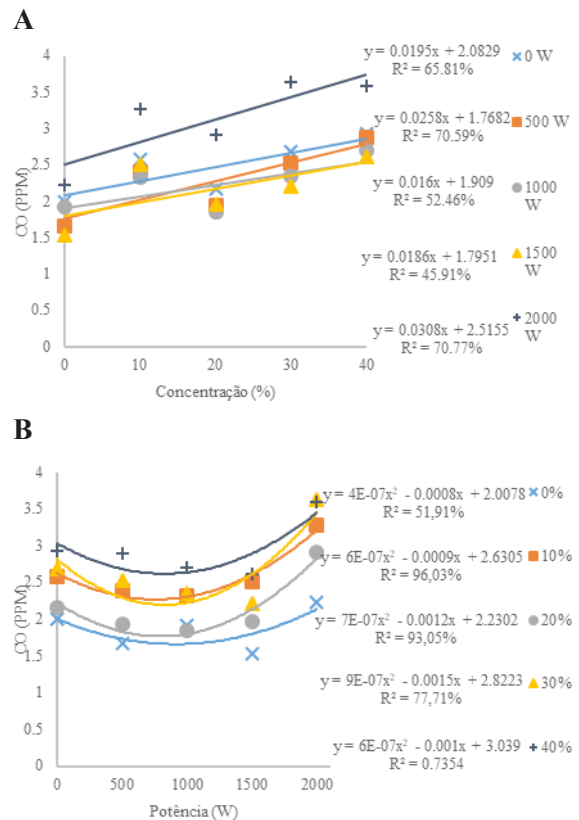 A
4
3.5
3
2.5
2
1.5
1
0.5
0
CO (PPM)
0 10 20 30 40
Concentração (%)
y = 0.0195x + 2.0829
R² = 65.81%
0 W
y = 0.0258x + 1.7682
R² = 70.59%
500 W
y = 0.016x + 1.909
R² = 52.46%
1000 W
y = 0.0186x + 1.7951
R² = 45.91%
1500 W
y = 0.0308x + 2.5155
R² = 70.77%
2000 W
B
4
3.5
3
2.5
2
1.5
1
0.5
0
CO (PPM)
0 500 1000 1500 2000
Potência (W)
y = 4E-07x² - 0.0008x + 2.0078
R² = 51,91%
0%
y = 6E-07x² - 0.0009x + 2.6305
R² = 96,03%
10%
y = 7E-07x² - 0.0012x + 2.2302
R² = 93,05%
20%
y = 9E-07x² - 0.0015x + 2.8223
R² = 77,71%
30%
y = 6E-07x² - 0.001x + 3.039
R² = 0.7354
40%